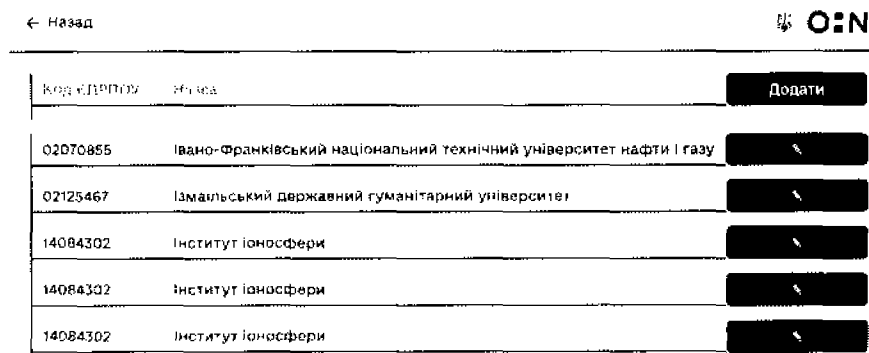 ← Назад
О:N
Код ЄДРПОУ Назва Додати
02070855 Івано-Франківський національний технічний університет нафти і газу
02125467 Ізмаїльський державний гуманітарний університет
14084302 Інститут іоносфери
14084302 Інститут іоносфери
14084302 Інститут іоносфери